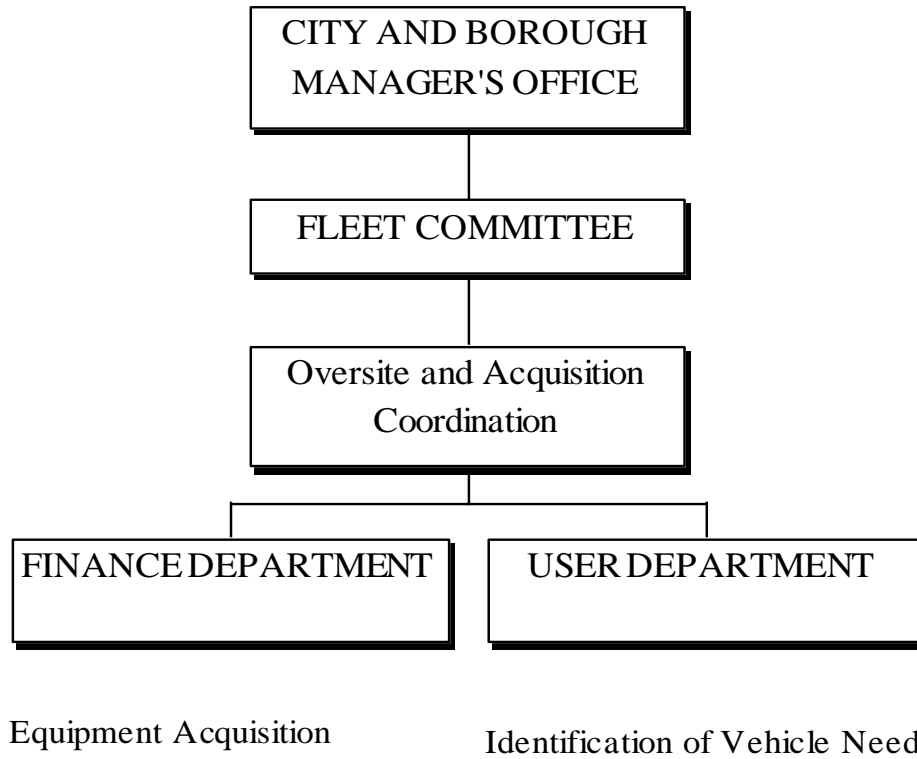 CITY AND BOROUGH
MANAGER'S OFFICE
FLEET COMMITTEE
Oversite and Acquisition
Coordination
FINANCE DEPARTMENT
USER DEPARTMENT
Equipment Acquisition
Identification of Vehicle Need